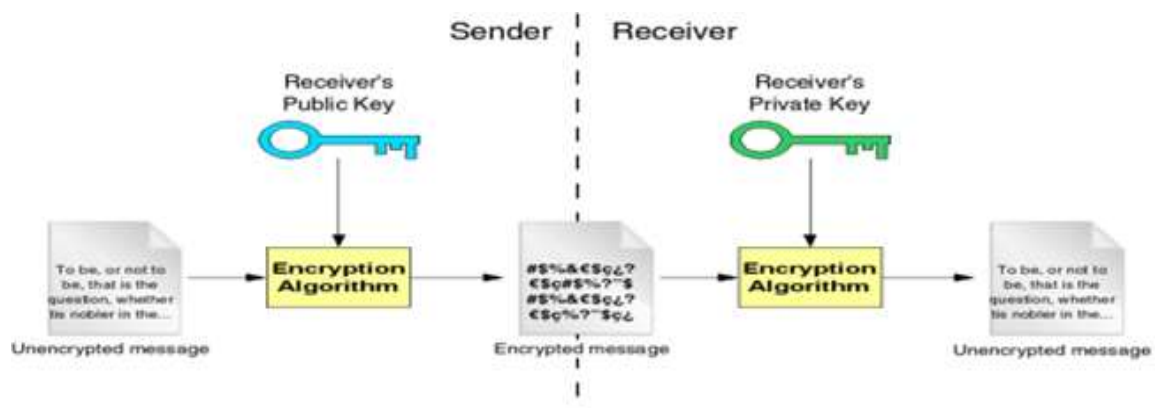 Sender
Receiver
Receiver's
Public Key
Receiver's
Private Key
To be, or not to
be, that is the
question, whether
tis nobler in the...
Encryption
Algorithm
#$%&€$ç¿?
€$ç#$%?¨$
#$%&€$ç¿?
€$ç%?¨$ç¿
Encryption
Algorithm
To be, or not to
be, that is the
question, whether
tis nobler in the...
Unencrypted message
Encrypted message
Unencrypted message